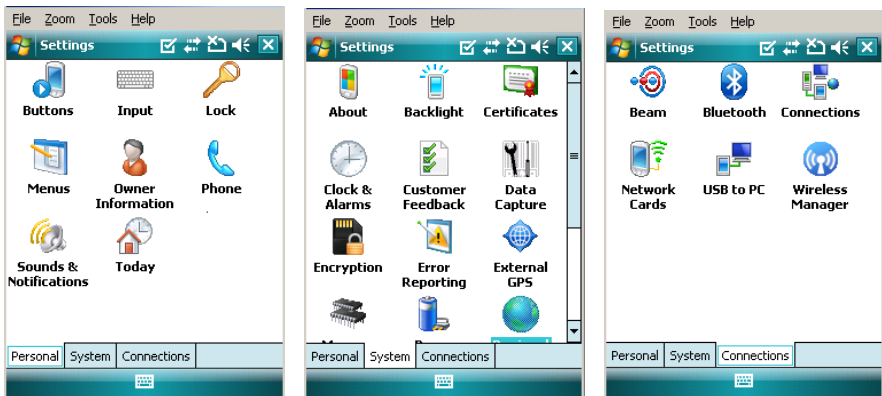 File Zoom Tools Help
Settings
Buttons Input Lock
Menus Owner Information Phone
Sounds & Notifications Today
Personal System Connections
File Zoom Tools Help
Settings
About Backlight Certificates
Clock & Alarms Customer Feedback Data Capture
Encryption Error Reporting External GPS
Personal System Connections
File Zoom Tools Help
Settings
Beam Bluetooth Connections
Network Cards USB to PC Wireless Manager
Personal System Connections